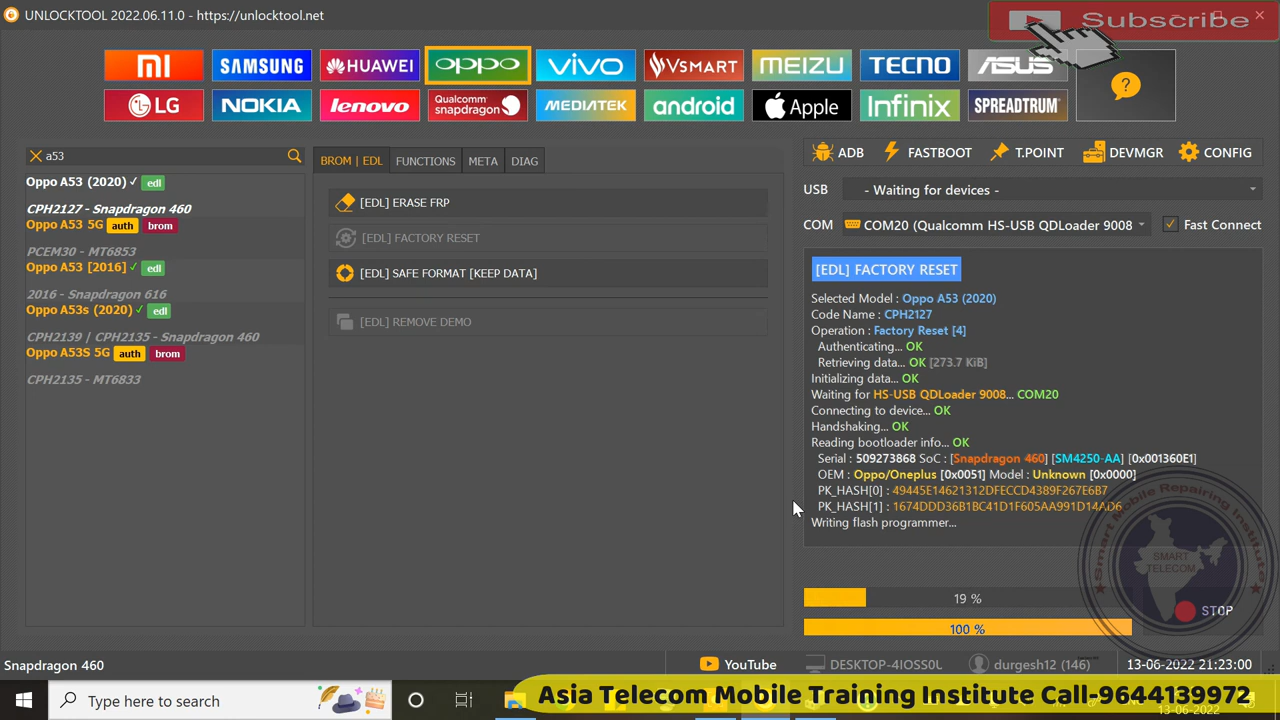 UNLOCKTOOL 2022.06.11.0 - https://unlocktool.net
Subscribe
MI SAMSUNG HUAWEI OPPO vivo VSMART MEIZU TECNO ASUS
LG NOKIA lenovo Qualcomm snapdragon MEDIATEK android Apple Infinix SPREADTRUM
?
a53
Oppo A53 (2020) ✓ edl
CPH2127 - Snapdragon 460
Oppo A53 5G auth brom
PCEM30 - MT6853
Oppo A53 [2016] ✓ edl
2016 - Snapdragon 616
Oppo A53s (2020) ✓ edl
CPH2139 | CPH2135 - Snapdragon 460
Oppo A53S 5G auth brom
CPH2135 - MT6833
BROM | EDL FUNCTIONS META DIAG
[EDL] ERASE FRP
[EDL] FACTORY RESET
[EDL] SAFE FORMAT [KEEP DATA]
[EDL] REMOVE DEMO
ADB FASTBOOT T.POINT DEVMGR CONFIG
USB - Waiting for devices -
COM COM20 (Qualcomm HS-USB QDLoader 9008 Fast Connect
[EDL] FACTORY RESET
Selected Model : Oppo A53 (2020)
Code Name : CPH2127
Operation : Factory Reset [4]
Authenticating... OK
Retrieving data... OK [273.7 KiB]
Initializing data... OK
Waiting for HS-USB QDLoader 9008... COM20
Connecting to device... OK
Handshaking... OK
Reading bootloader info... OK
Serial : 509273868 SoC : [Snapdragon 460] [SM4250-AA] [0x001360E1]
OEM : Oppo/Oneplus [0x0051] Model : Unknown [0x0000]
PK_HASH[0] : 49445E14621312DFECCD4389F267E6B7
PK_HASH[1] : 1674DDD36B1BC41D1F605AA991D14AD6
Writing flash programmer...
Smart Mobile Repairing Institute
SMART
TELECOM
19 %
STOP
100 %
Snapdragon 460 YouTube DESKTOP-4IOSS0U durgesh12 (146) 13-06-2022 21:23:00
Type here to search
Asia Telecom Mobile Training Institute Call-9644139972
13-06-2022